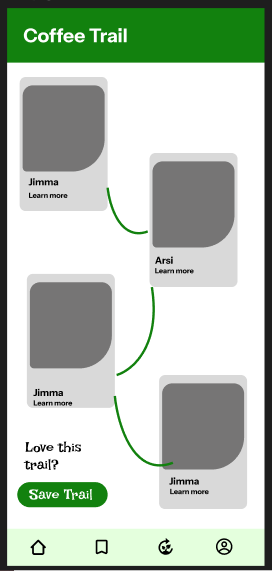 Coffee Trail
Jimma
Learn more
Arsi
Learn more
Jimma
Learn more
Jimma
Learn more
Love this
trail?
Save Trail